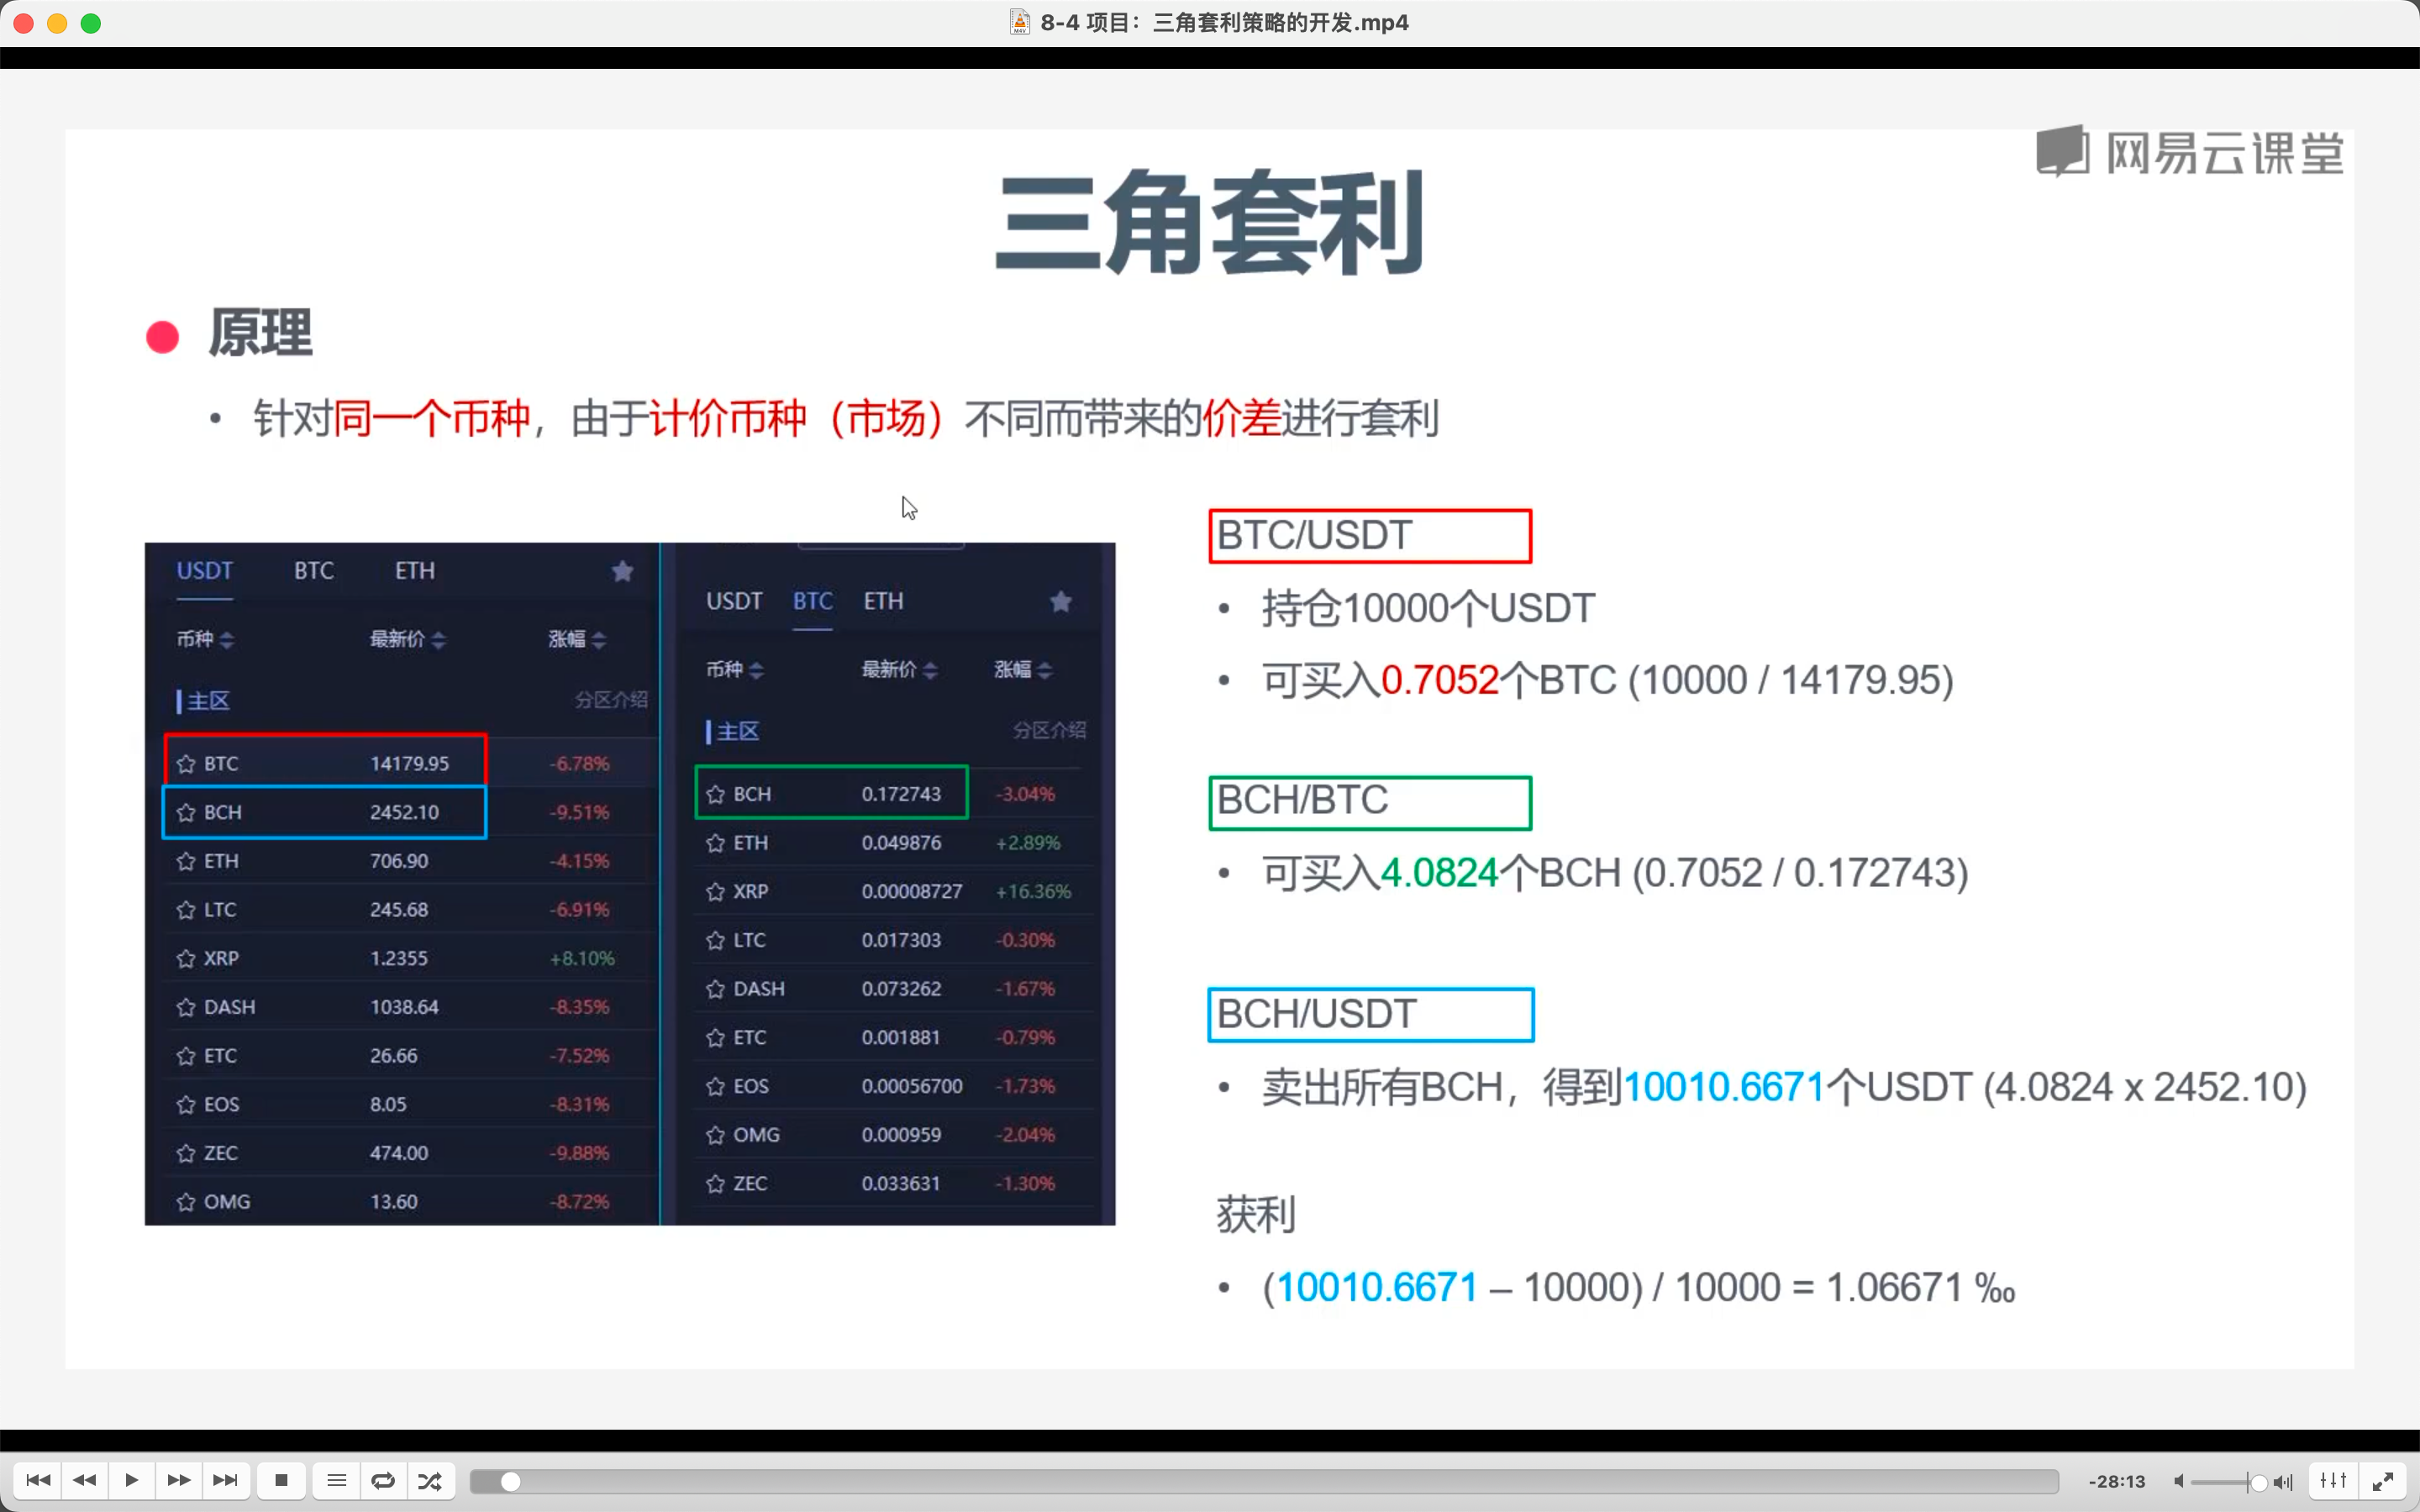 8-4 项目：三角套利策略的开发.mp4
网易云课堂
三角套利
原理
• 针对同一个币种，由于计价币种（市场）不同而带来的价差进行套利
USDT BTC ETH
币种 最新价 涨幅
主区 分区介绍
BTC 14179.95 -6.78%
BCH 2452.10 -9.51%
ETH 706.90 -4.15%
LTC 245.68 -6.91%
XRP 1.2355 +8.10%
DASH 1038.64 -8.35%
ETC 26.66 -7.52%
EOS 8.05 -8.31%
ZEC 474.00 -9.88%
OMG 13.60 -8.72%
USDT BTC ETH
币种 最新价 涨幅
主区 分区介绍
BCH 0.172743 -3.04%
ETH 0.049876 +2.89%
XRP 0.00008727 +16.36%
LTC 0.017303 -0.30%
DASH 0.073262 -1.67%
ETC 0.001881 -0.79%
EOS 0.00056700 -1.73%
OMG 0.000959 -2.04%
ZEC 0.033631 -1.30%
BTC/USDT
• 持仓10000个USDT
• 可买入0.7052个BTC (10000 / 14179.95)
BCH/BTC
• 可买入4.0824个BCH (0.7052 / 0.172743)
BCH/USDT
• 卖出所有BCH，得到10010.6671个USDT (4.0824 x 2452.10)
获利
• (10010.6671 – 10000) / 10000 = 1.06671 ‰
-28:13